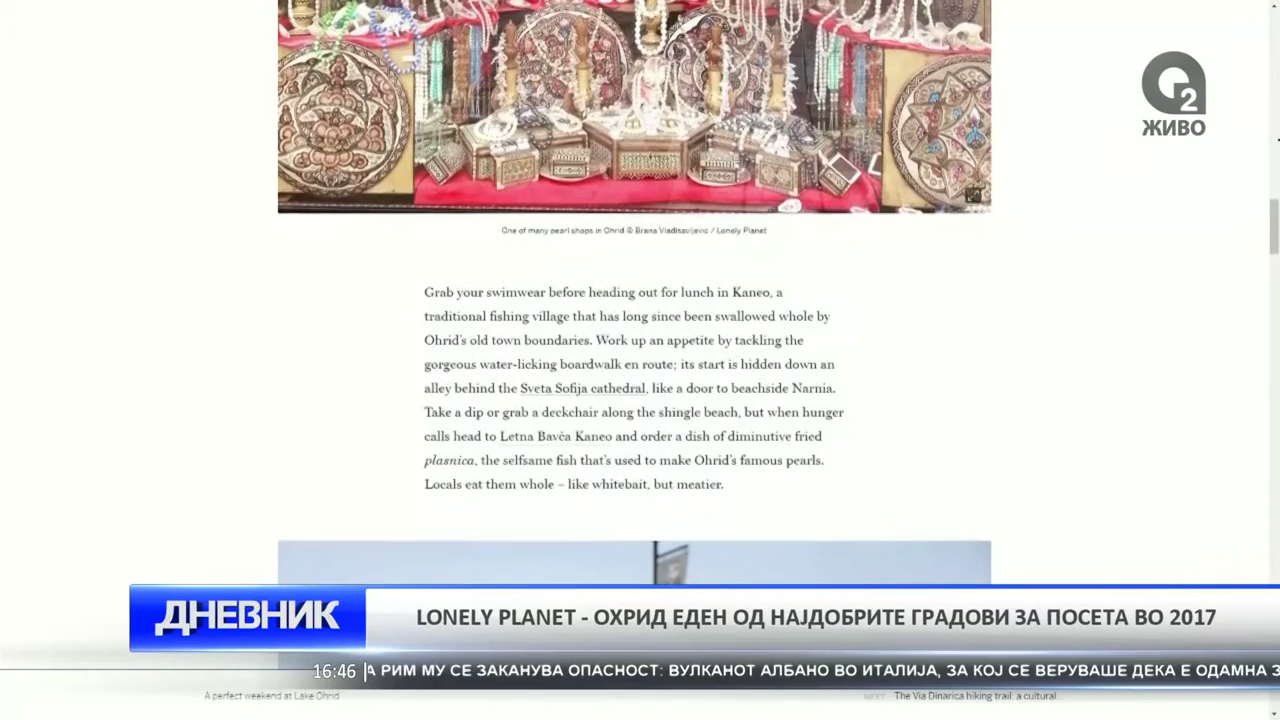 2
ЖИВО
One of many pearl shops in Ohrid © Brana Vladisavljevic / Lonely Planet
Grab your swimwear before heading out for lunch in Kaneo, a
traditional fishing village that has long since been swallowed whole by
Ohrid's old town boundaries. Work up an appetite by tackling the
gorgeous water-licking boardwalk en route; its start is hidden down an
alley behind the Sveta Sofija cathedral, like a door to beachside Narnia.
Take a dip or grab a deckchair along the shingle beach, but when hunger
calls head to Letna Bavča Kaneo and order a dish of diminutive fried
plasnica, the selfsame fish that's used to make Ohrid's famous pearls.
Locals eat them whole – like whitebait, but meatier.
ДНЕВНИК
LONELY PLANET - ОХРИД ЕДЕН ОД НАЈДОБРИТЕ ГРАДОВИ ЗА ПОСЕТА ВО 2017
16:46
А РИМ МУ СЕ ЗАКАНУВА ОПАСНОСТ: ВУЛКАНОТ АЛБАНО ВО ИТАЛИЈА, ЗА КОЈ СЕ ВЕРУВАШЕ ДЕКА Е ОДАМНА З
A perfect weekend at Lake Ohrid
NEXT The Via Dinarica hiking trail: a cultural